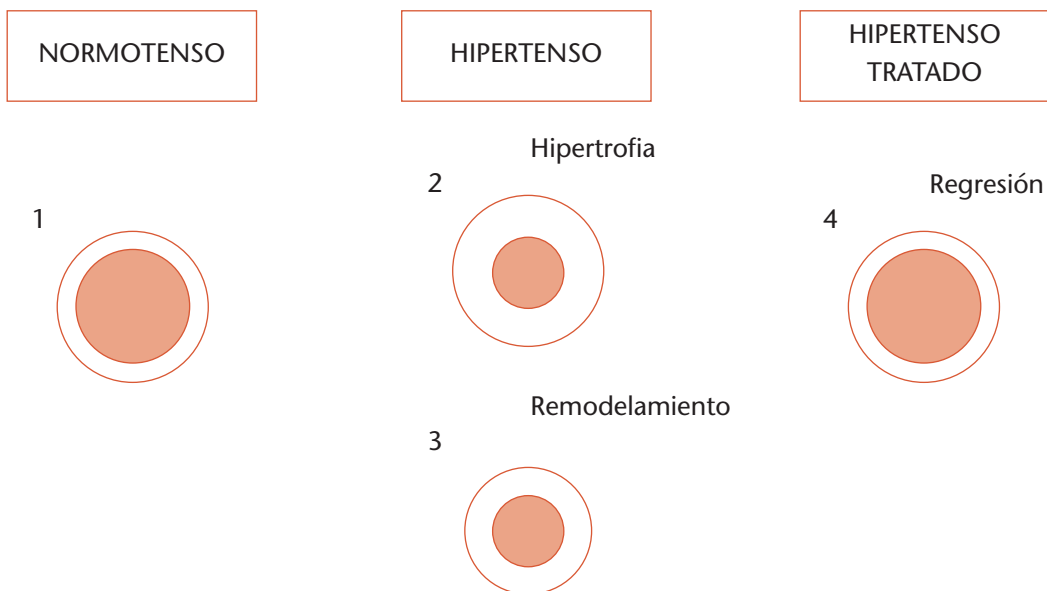 NORMOTENSO
HIPERTENSO
HIPERTENSO
TRATADO
Hipertrofia
2
Regresión
1
4
Remodelamiento
3